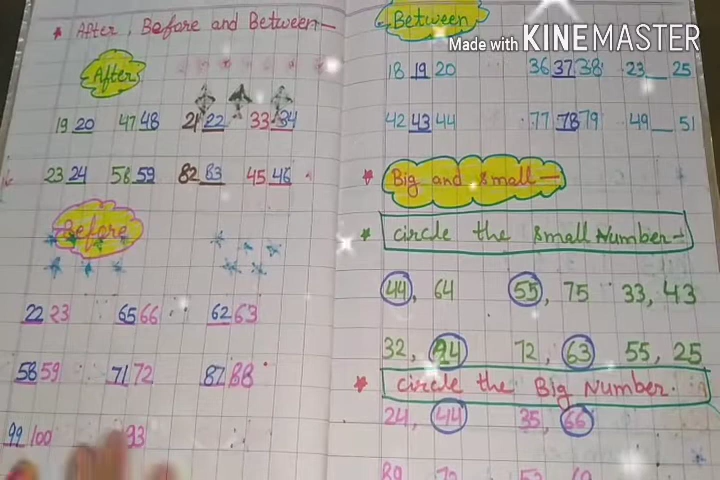 * After, Before and Between—
After
19 20 47 48 21 22 33 34
23 24 58 59 82 83 45 46
Before
22 23 65 66 62 63
58 59 71 72 87 88
99 100 93
Between
Made with KINEMASTER
18 19 20 36 37 38 23 __ 25
42 43 44 77 78 79 49 __ 51
* Big and small—
* Circle the small Number—
44, 64 55, 75 33, 43
32, 72, 63 55, 25
* Circle the Big Number.
24, 44 35, 66